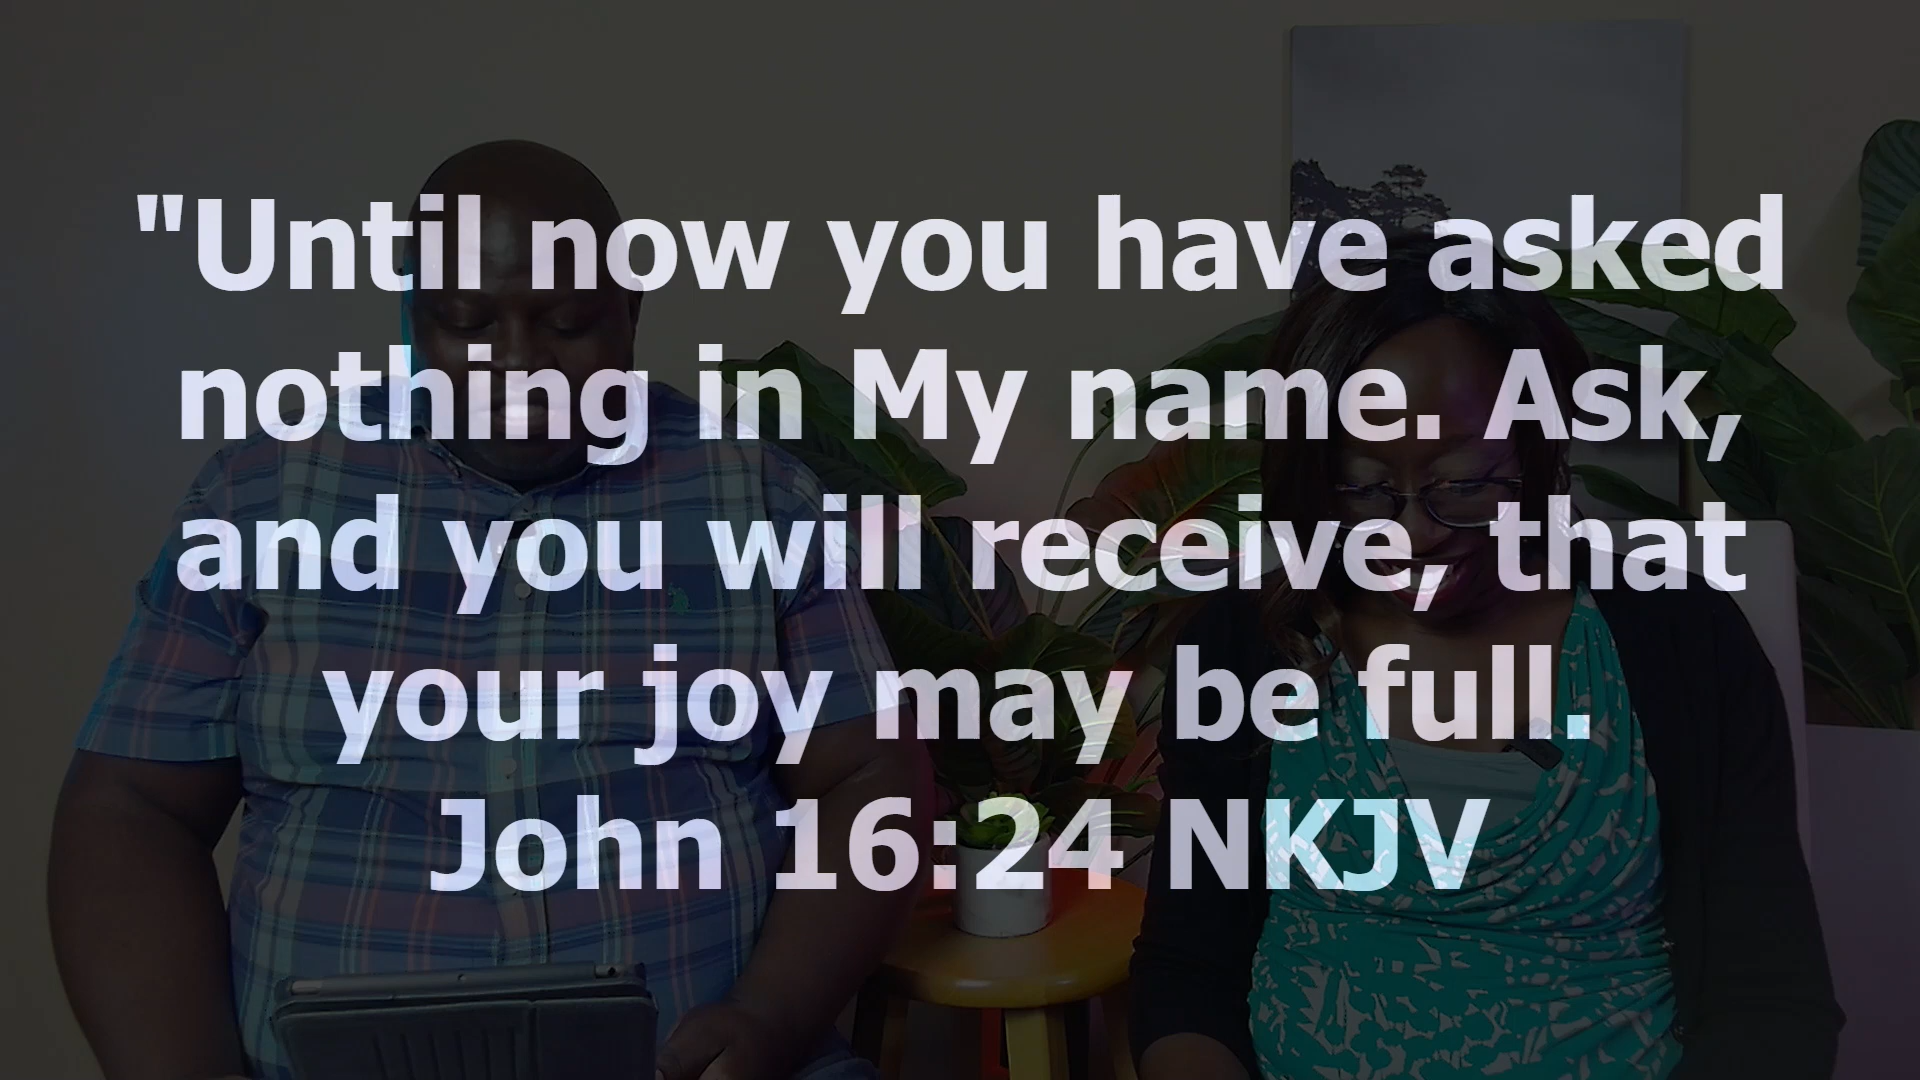 "Until now you have asked
nothing in My name. Ask,
and you will receive, that
your joy may be full.
John 16:24 NKJV